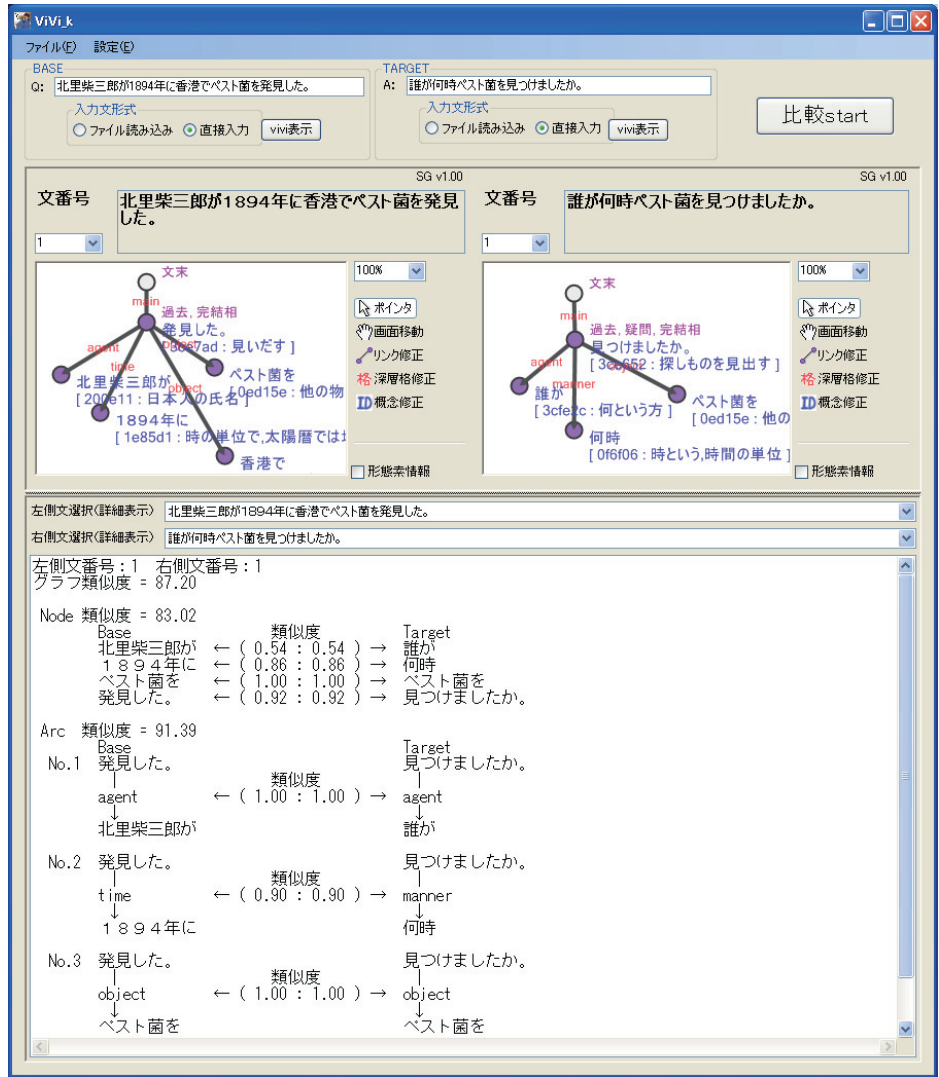 ViVi_k
ファイル(F) 設定(E)
BASE
Q: 北里柴三郎が1894年に香港でペスト菌を発見した。
入力文形式
ファイル読み込み 直接入力 vivi表示
TARGET
A: 誰が何時ペスト菌を見つけましたか。
入力文形式
ファイル読み込み 直接入力 vivi表示
比較start
SG v1.00
文番号
北里柴三郎が1894年に香港でペスト菌を発見
した。
1
100%
文末
main
過去, 完結相
発見した。
: 見いだす ]
agent
time
object
北里柴三郎が
: 日本人の氏名 ]
ペスト菌を
[ 0ed15e : 他の物
1894年に
[ 1e85d1 : 時の単位で,太陽暦では
香港で
ポインタ
画面移動
リンク修正
格 深層格修正
ID 概念修正
形態素情報
SG v1.00
文番号
誰が何時ペスト菌を見つけましたか。
1
100%
文末
main
過去, 疑問, 完結相
見つけましたか。
: 探しものを見出す ]
agent
manner
誰が
: 何という方 ]
ペスト菌を
[ 0ed15e : 他の
何時
[ 0f6f06 : 時という,時間の単位 ]
ポインタ
画面移動
リンク修正
格 深層格修正
ID 概念修正
形態素情報
左側文選択(詳細表示) 北里柴三郎が1894年に香港でペスト菌を発見した。
右側文選択(詳細表示) 誰が何時ペスト菌を見つけましたか。
左側文番号:1 右側文番号:1
グラフ類似度 = 87.20
Node 類似度 = 83.02
Base 類似度 Target
北里柴三郎が ← ( 0.54 : 0.54 ) → 誰が
1894年に ← ( 0.86 : 0.86 ) → 何時
ペスト菌を ← ( 1.00 : 1.00 ) → ペスト菌を
発見した。 ← ( 0.92 : 0.92 ) → 見つけましたか。
Arc 類似度 = 91.39
Base Target
No.1 発見した。 見つけましたか。
| 類似度 |
agent ← ( 1.00 : 1.00 ) → agent
↓ ↓
北里柴三郎が 誰が
No.2 発見した。 見つけましたか。
| 類似度 |
time ← ( 0.90 : 0.90 ) → manner
↓ ↓
1894年に 何時
No.3 発見した。 見つけましたか。
| 類似度 |
object ← ( 1.00 : 1.00 ) → object
↓ ↓
ペスト菌を ペスト菌を